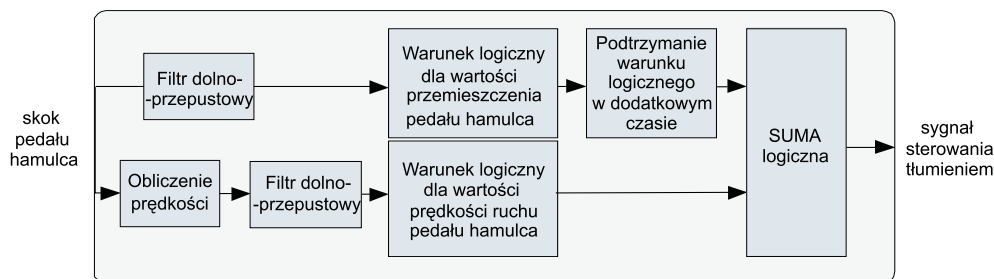 skok
pedału
hamulca
Filtr dolno-
-przepustowy
Warunek logiczny
dla wartości
przemieszczenia
pedału hamulca
Podtrzymanie
warunku
logicznego
w dodatkowym
czasie
Obliczenie
prędkości
Filtr dolno-
-przepustowy
Warunek logiczny
dla wartości
prędkości ruchu
pedału hamulca
SUMA
logiczna
sygnał
sterowania
tłumieniem